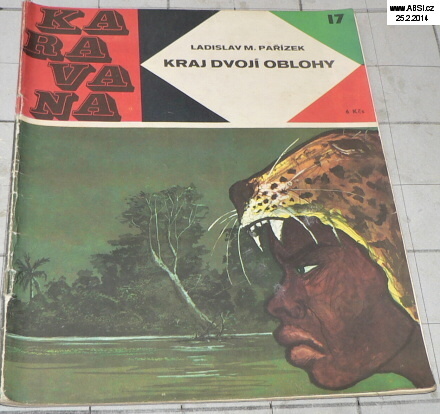 www.ABSi.cz
25.2.2014
KA
RA
VA
NA
17
LADISLAV M. PAŘÍZEK
KRAJ DVOJÍ OBLOHY